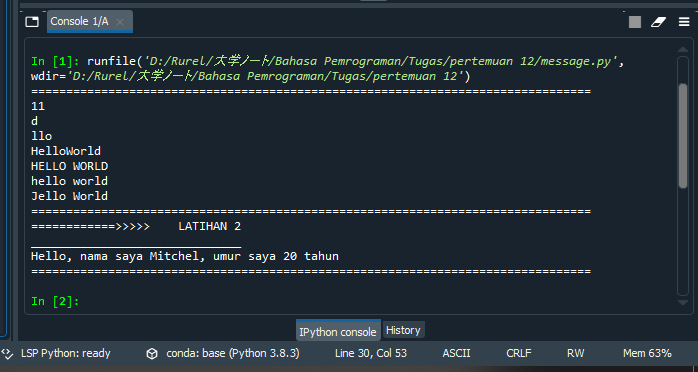 Console 1/A
In [1]: runfile('D:/Rurel/大学ノート/Bahasa Pemrograman/Tugas/pertemuan 12/message.py',
wdir='D:/Rurel/大学ノート/Bahasa Pemrograman/Tugas/pertemuan 12')
================================================================================
11
d
llo
HelloWorld
HELLO WORLD
hello world
Jello World
================================================================================
============>>>>>    LATIHAN 2
______________________________
Hello, nama saya Mitchel, umur saya 20 tahun
================================================================================
In [2]:
IPython console History
LSP Python: ready conda: base (Python 3.8.3) Line 30, Col 53 ASCII CRLF RW Mem 63%